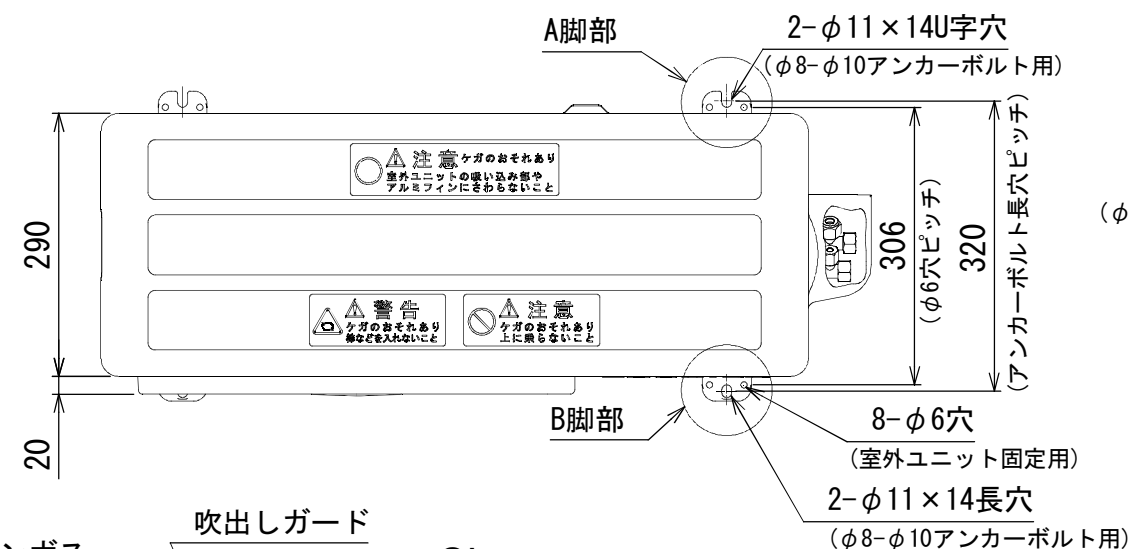 A脚部
2-φ11×14U字穴
(φ8-φ10アンカーボルト用)
注意 ケガのおそれあり
室外ユニットの吸い込み部や
アルミフィンにさわらないこと
290
20
警告
ケガのおそれあり
棒などを入れないこと
注意
ケガのおそれあり
上に乗らないこと
306
(φ6穴ピッチ)
320
(アンカーボルト長穴ピッチ)
(φ
B脚部
8-φ6穴
(室外ユニット固定用)
2-φ11×14長穴
(φ8-φ10アンカーボルト用)
吹出しガード